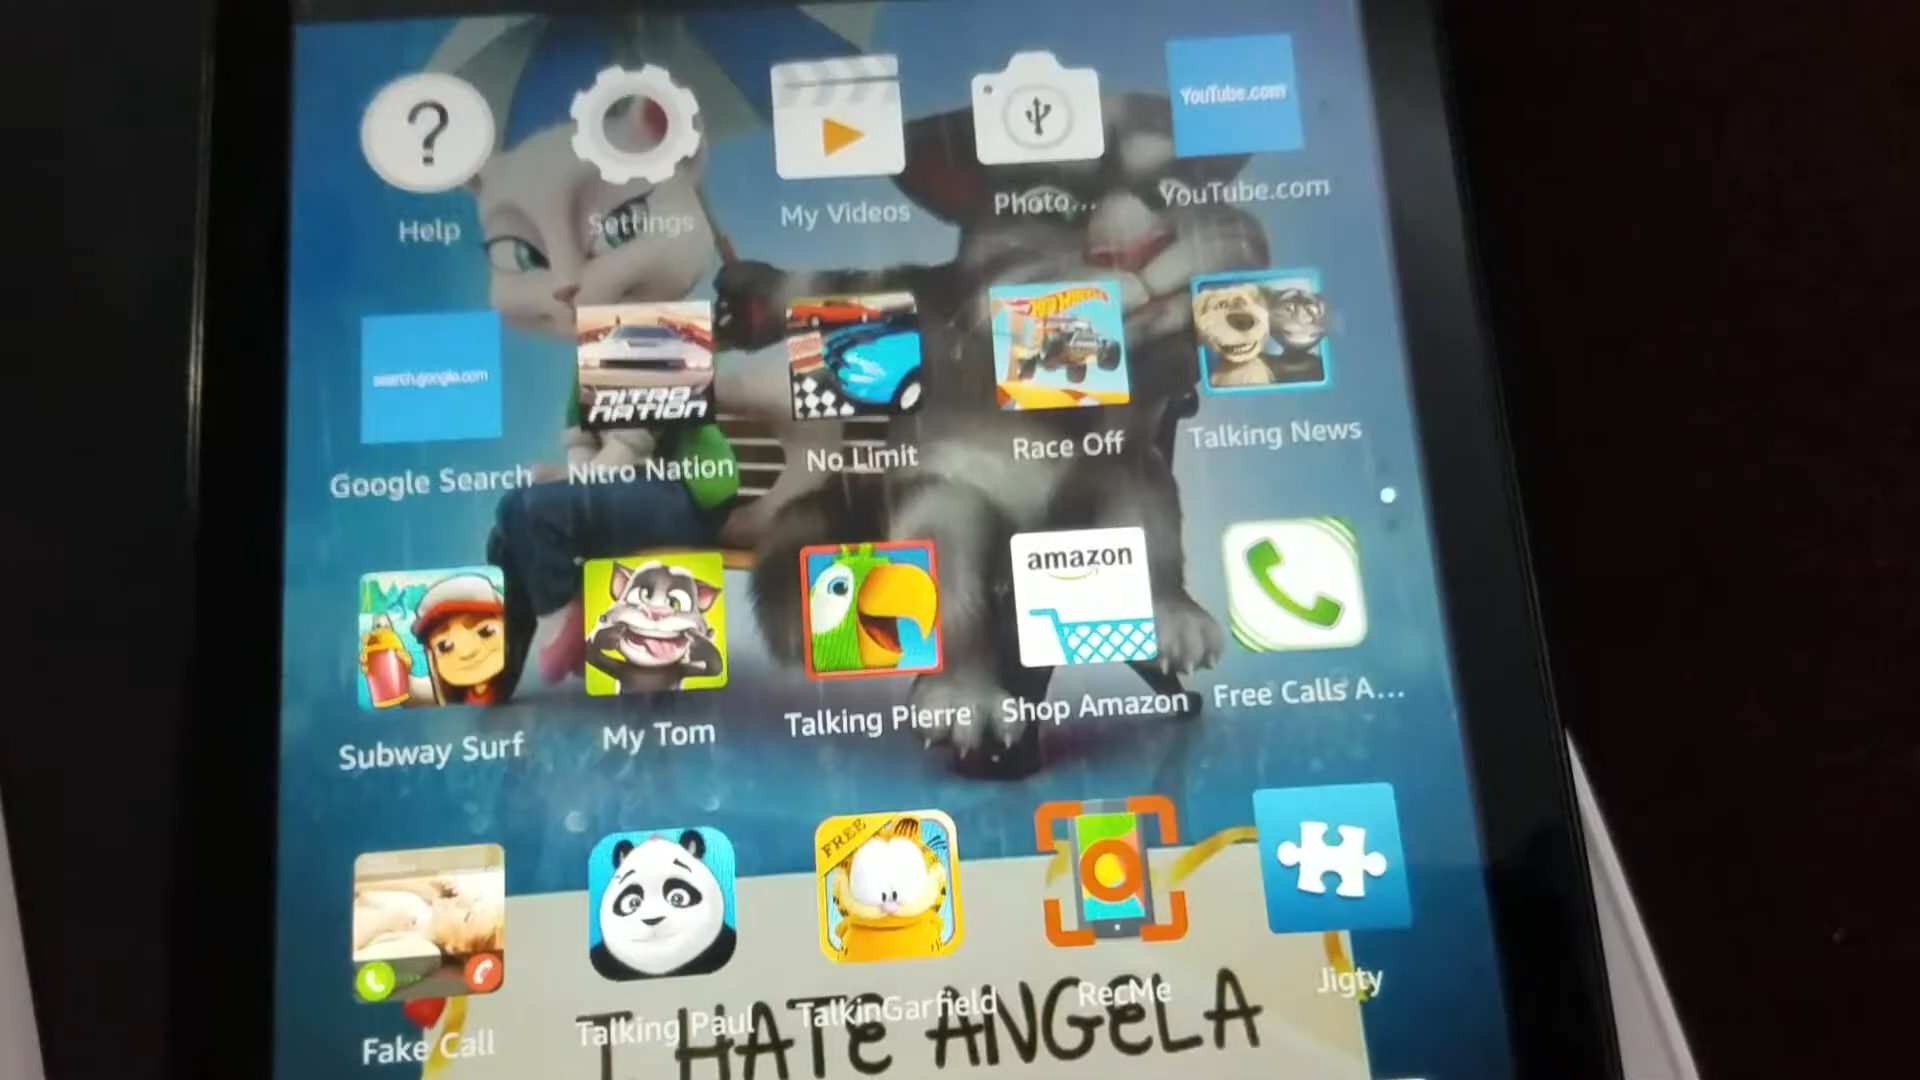 YouTube.com
Help
Settings
My Videos
Photo...
YouTube.com
search.google.com
NITRO NATION
HOT WHEELS
Google Search
Nitro Nation
No Limit
Race Off
Talking News
amazon
Subway Surf
My Tom
Talking Pierre
Shop Amazon
Free Calls A...
FREE
Fake Call
Talking Paul
TalkinGarfield
RecMe
Jigty
I HATE ANGELA